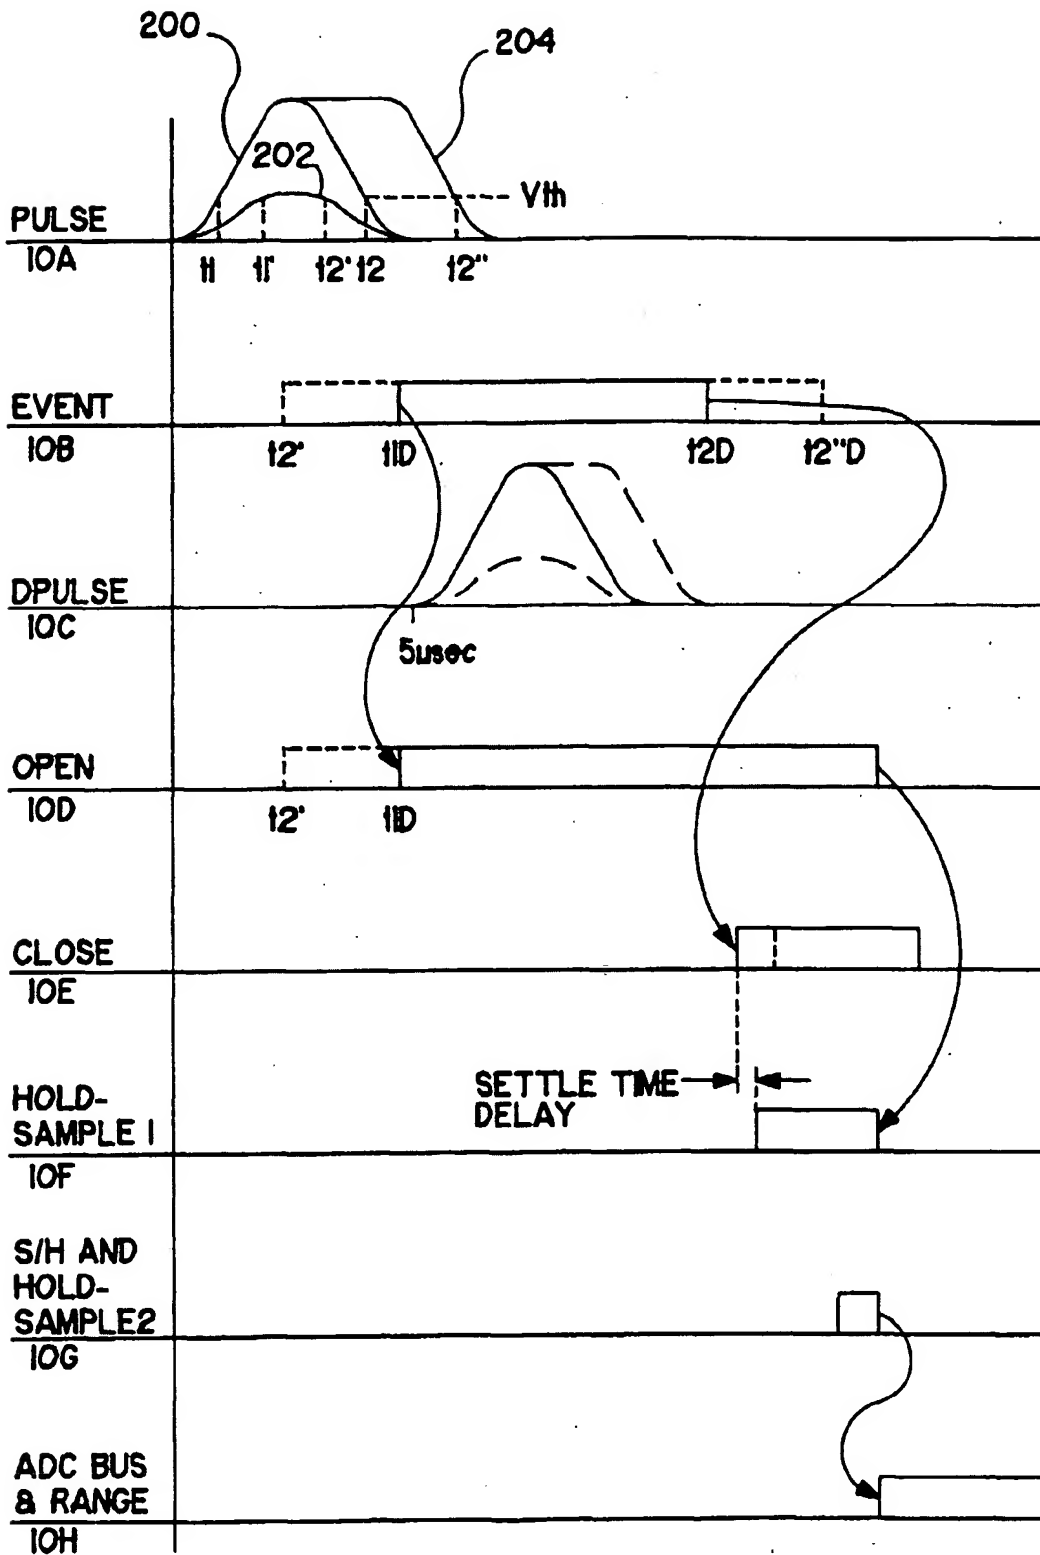 200
204
202
Vth
PULSE
10A
t1 t1' t2' t2 t2"
EVENT
10B
t2' t1D t2D t2"D
DPULSE
10C
5usec
OPEN
10D
t2' t1D
CLOSE
10E
SETTLE TIME
DELAY
HOLD-
SAMPLE 1
10F
S/H AND
HOLD-
SAMPLE2
10G
ADC BUS
& RANGE
10H